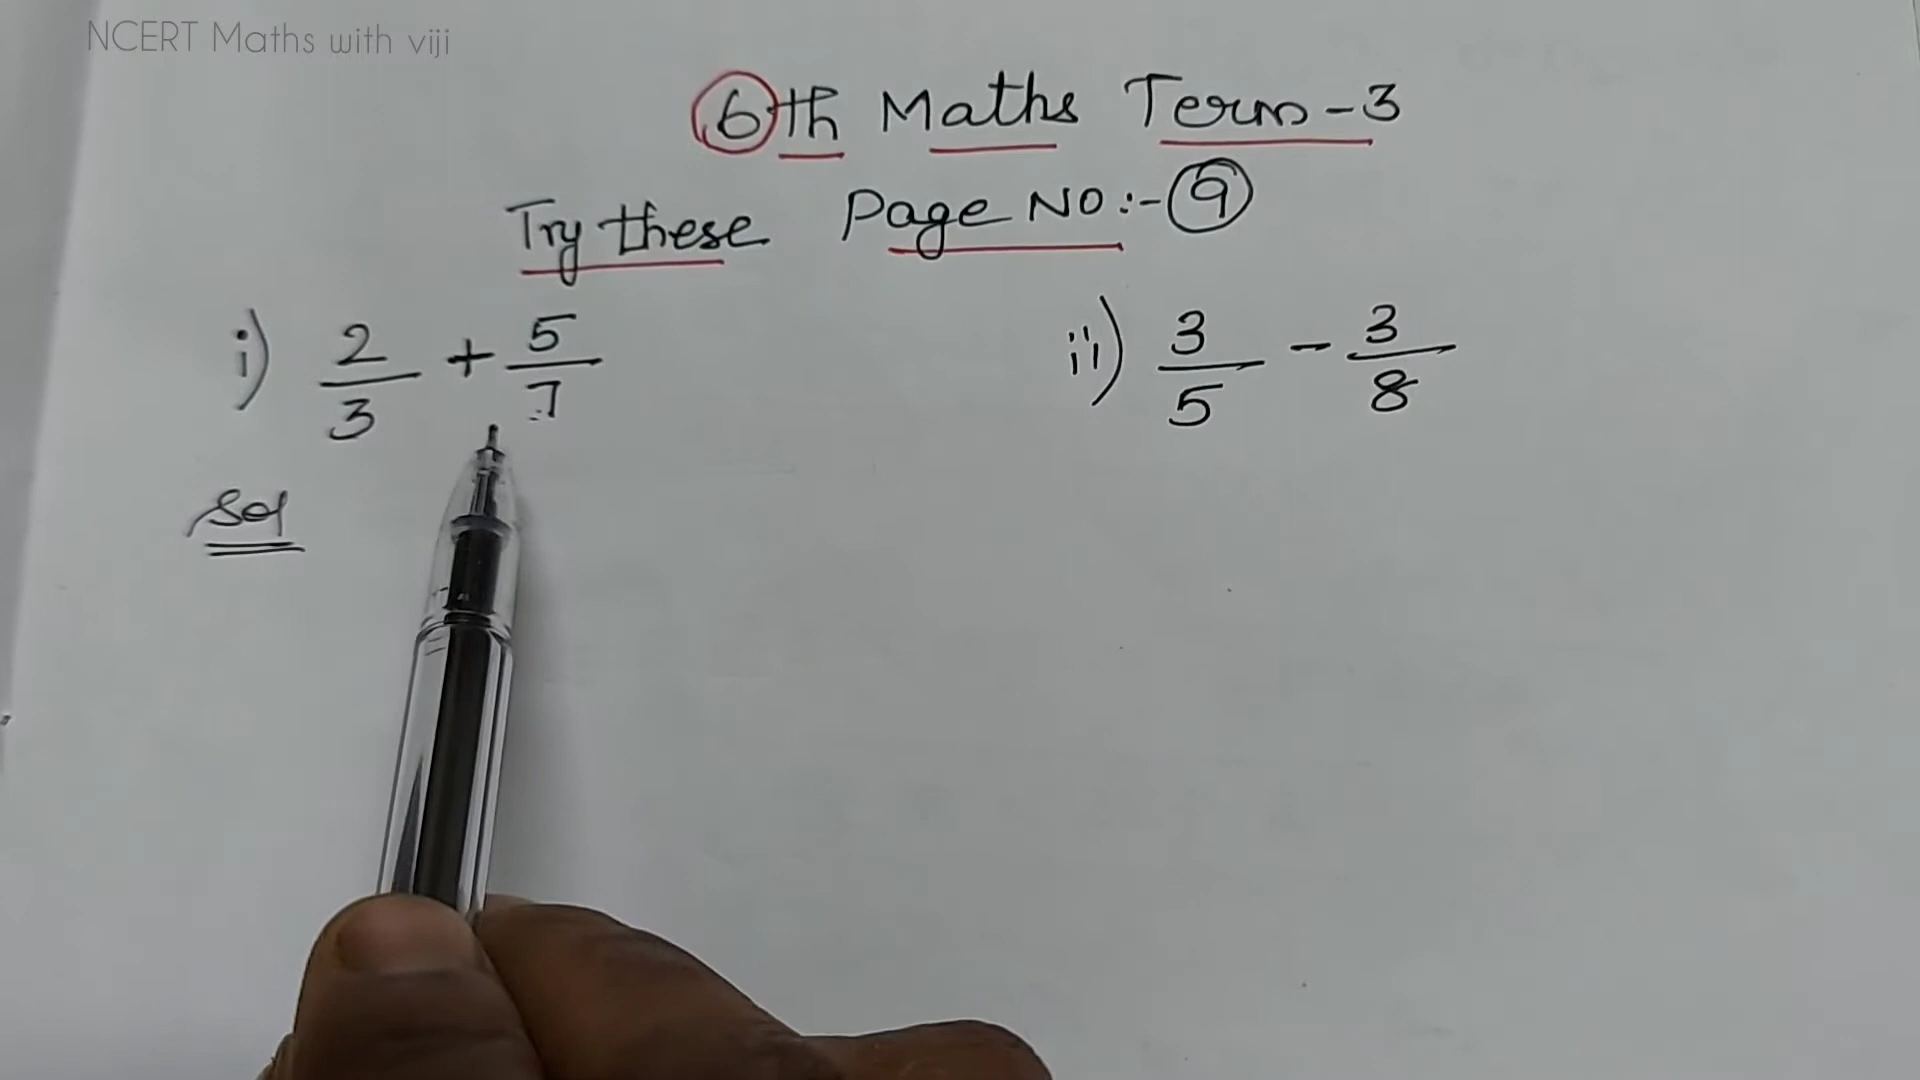 NCERT Maths with viji
6th Maths Term-3
Try these Page No:- 9
i) 2/3 + 5/7 ii) 3/5 - 3/8
Sol